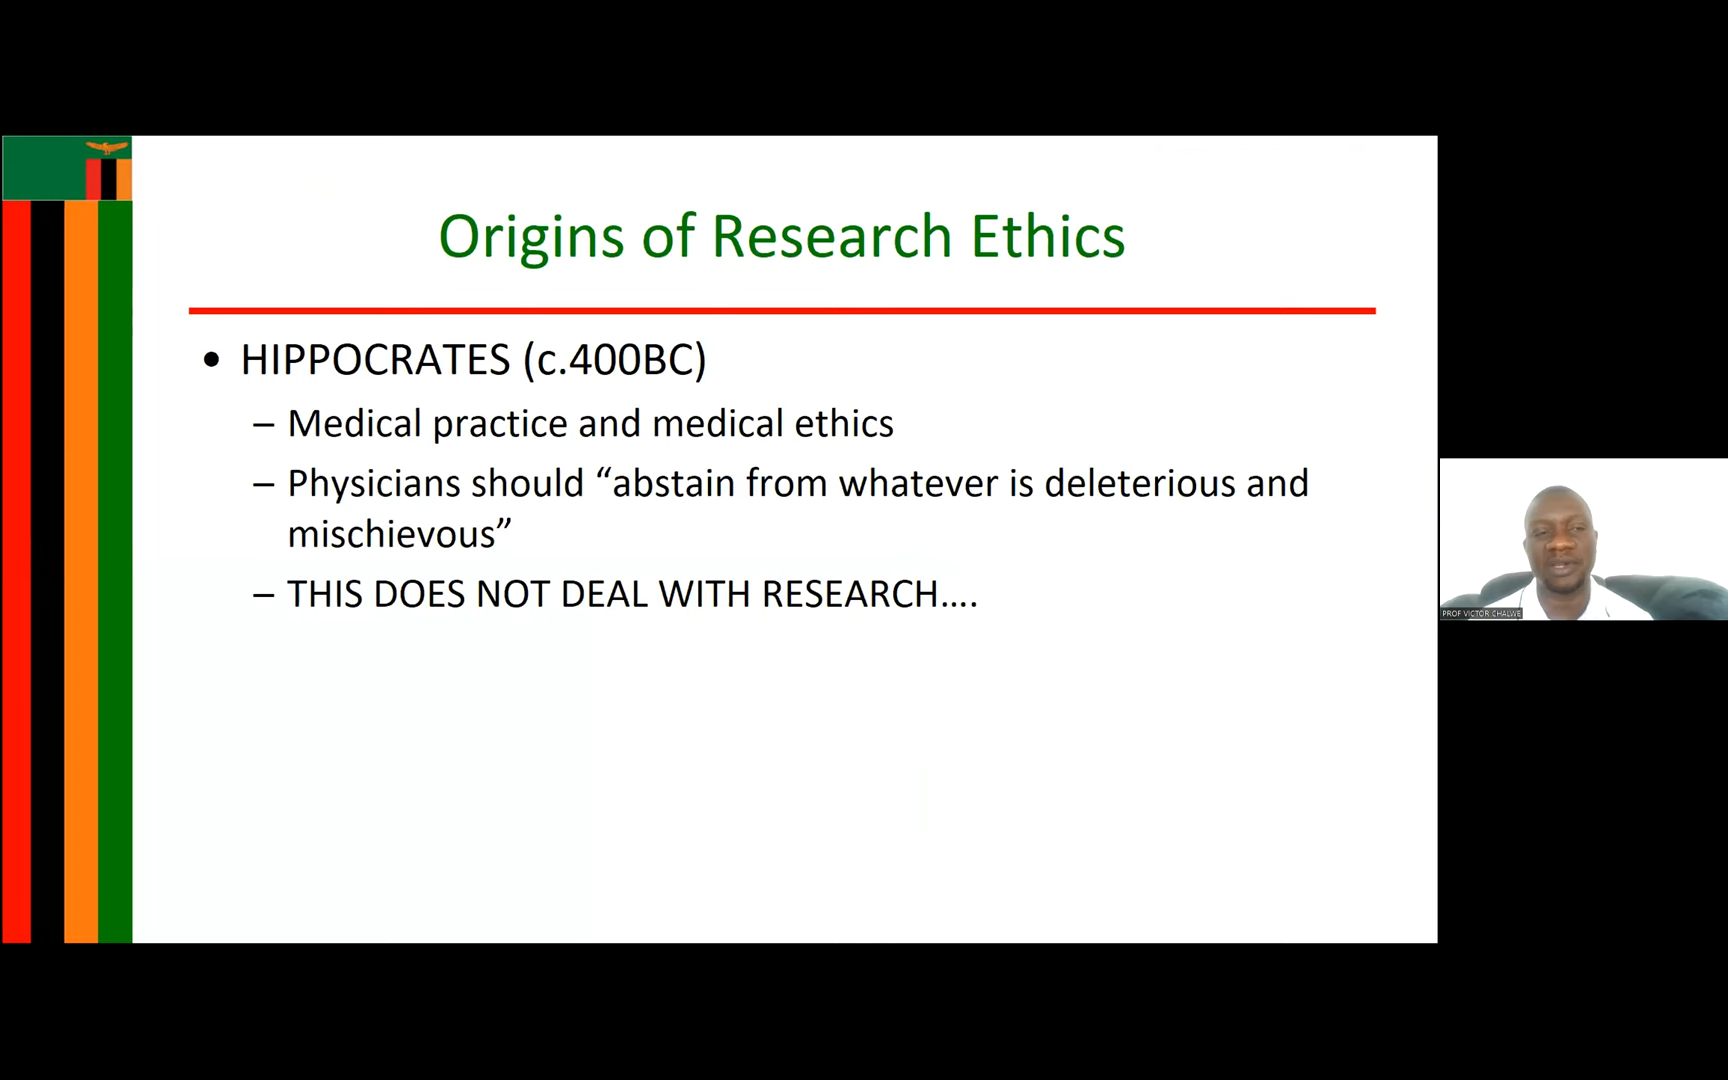 Origins of Research Ethics
• HIPPOCRATES (c.400BC)
– Medical practice and medical ethics
– Physicians should “abstain from whatever is deleterious and
mischievous”
– THIS DOES NOT DEAL WITH RESEARCH....
PROF VICTOR CHALWE